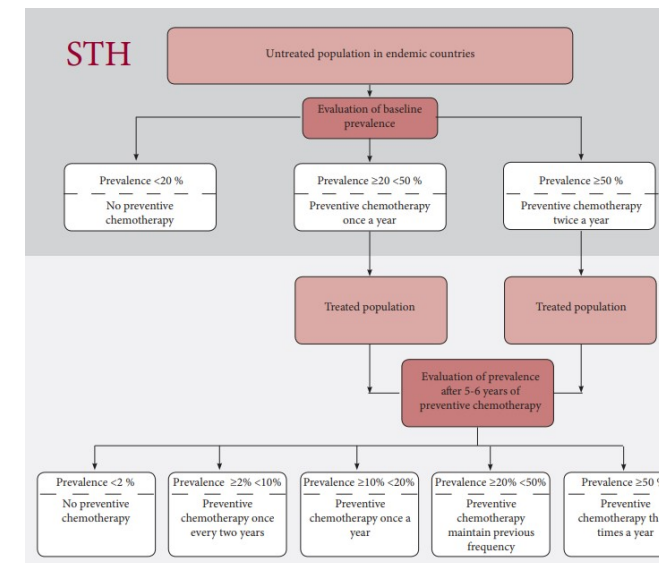 STH
Untreated population in endemic countries
Evaluation of baseline
prevalence
Prevalence <20 %
No preventive
chemotherapy
Prevalence ≥20 <50 %
Preventive chemotherapy
once a year
Prevalence ≥50 %
Preventive chemotherapy
twice a year
Treated population
Treated population
Evaluation of prevalence
after 5-6 years of
preventive chemotherapy
Prevalence <2 %
No preventive
chemotherapy
Prevalence ≥2% <10%
Preventive
chemotherapy once
every two years
Prevalence ≥10% <20%
Preventive
chemotherapy once a
year
Prevalence ≥20% <50%
Preventive
chemotherapy
maintain previous
frequency
Prevalence ≥50
Preventive
chemotherapy
times a year